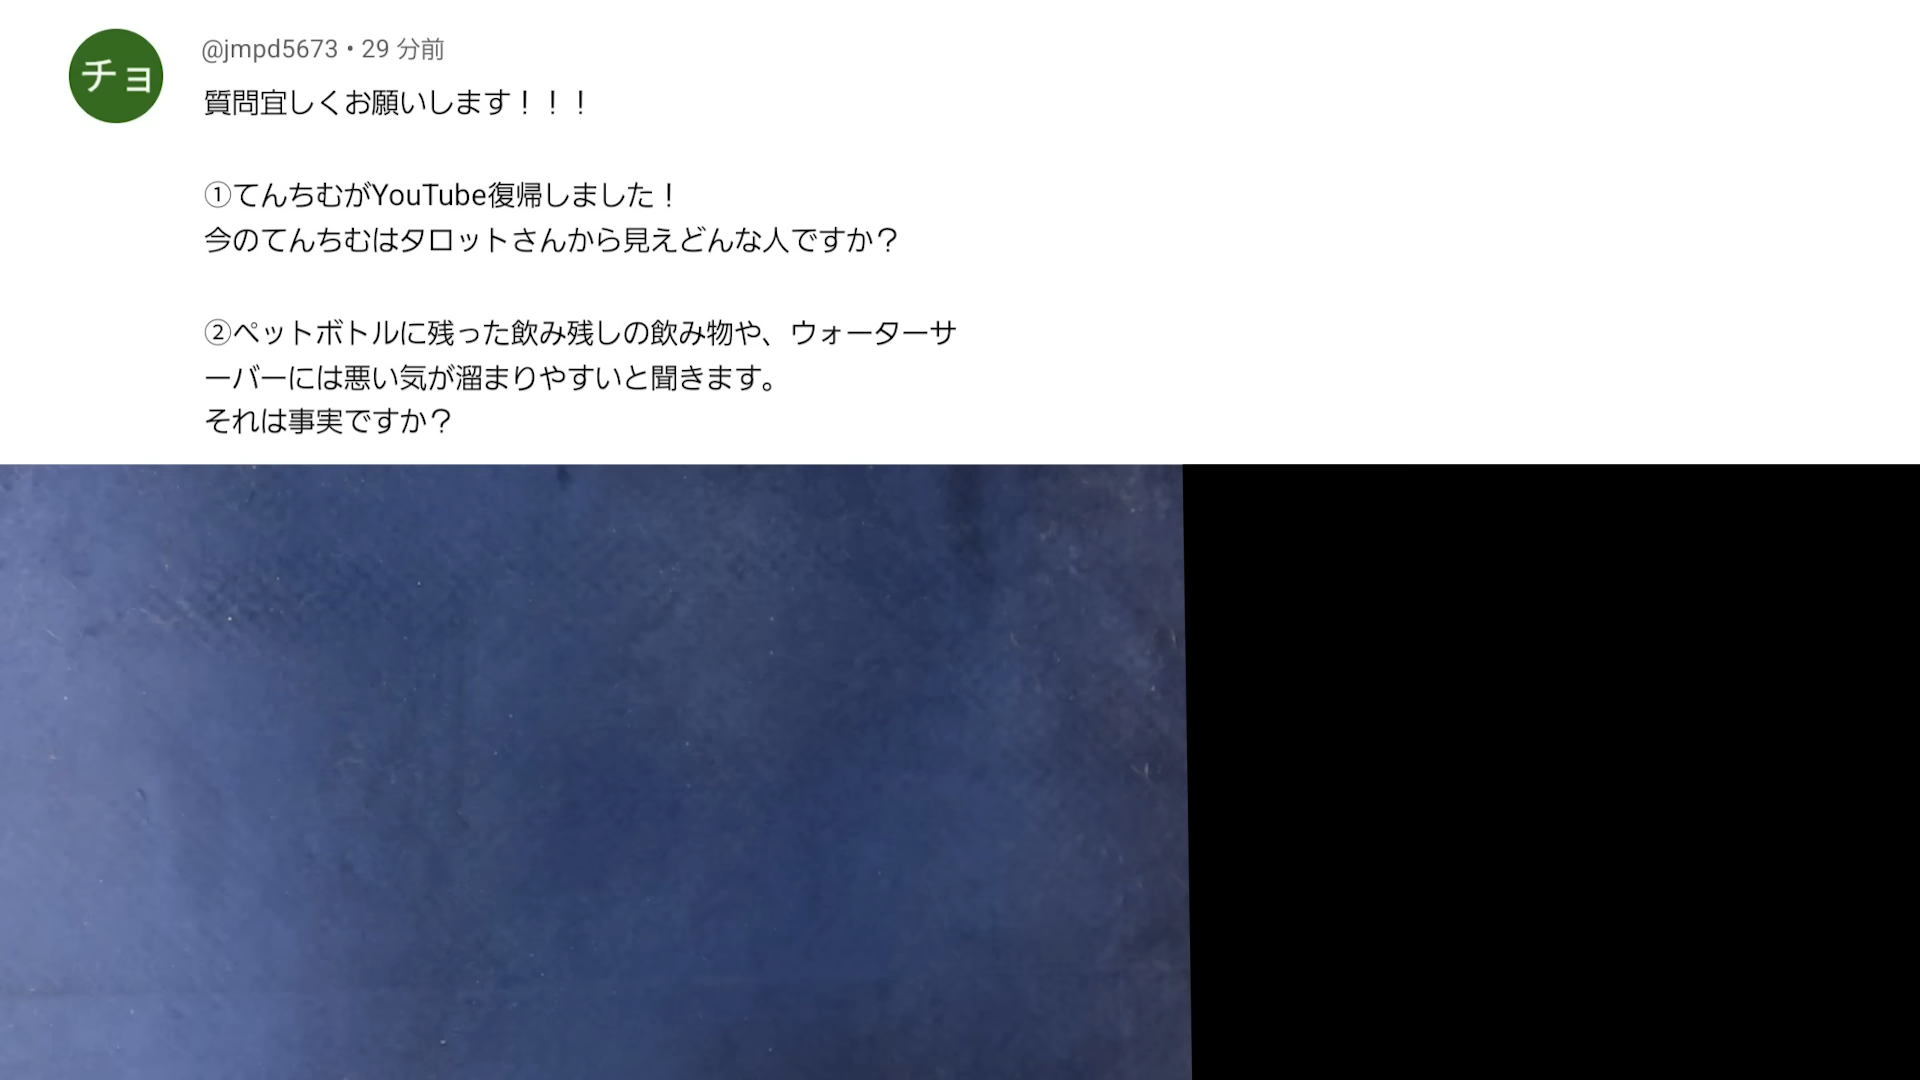 チョ
@jmpd5673・29 分前
質問宜しくお願いします！！！
①てんちむがYouTube復帰しました！
今のてんちむはタロットさんから見えどんな人ですか？
②ペットボトルに残った飲み残しの飲み物や、ウォーターサ
ーバーには悪い気が溜まりやすいと聞きます。
それは事実ですか？